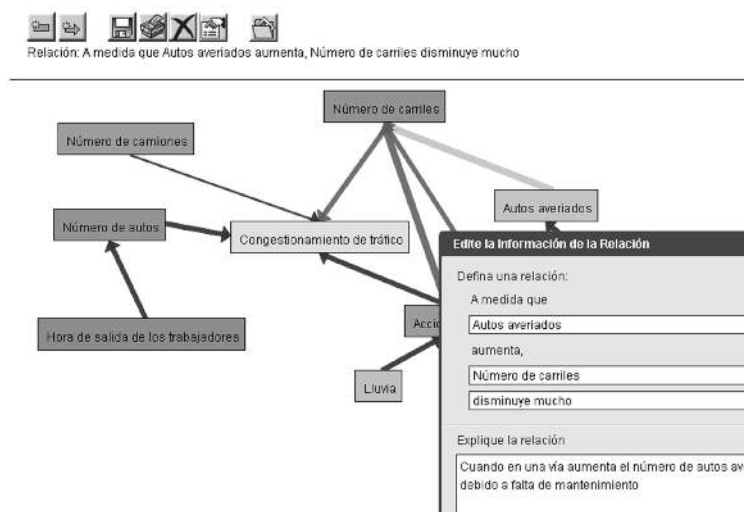 Relación: A medida que Autos averiados aumenta, Número de carriles disminuye mucho
Número de carriles
Número de camiones
Autos averiados
Número de autos
Congestionamiento de tráfico
Edite la Información de la Relación
Defina una relación:
A medida que
Autos averiados
Acci
aumenta,
Hora de salida de los trabajadores
Número de carriles
Lluvia
disminuye mucho
Explique la relación
Cuando en una vía aumenta el número de autos av
debido a falta de mantenimiento